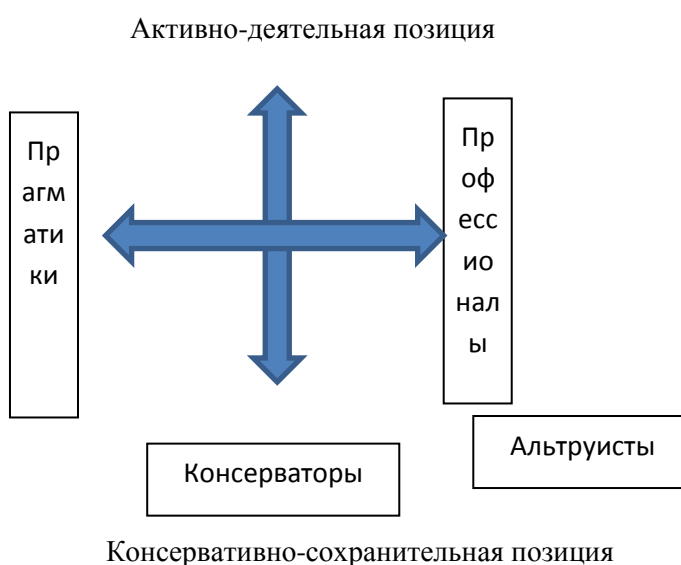 Активно-деятельная позиция
Пр
агм
ати
ки
Пр
оф
есс
ио
нал
ы
Альтруисты
Консерваторы
Консервативно-сохранительная позиция